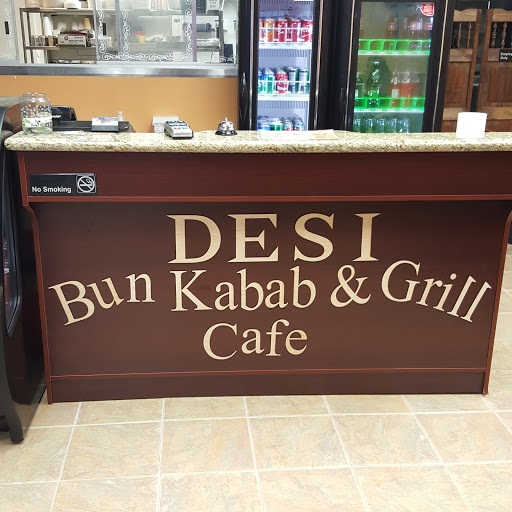 No Smoking
DESI
Bun Kabab & Grill
Cafe